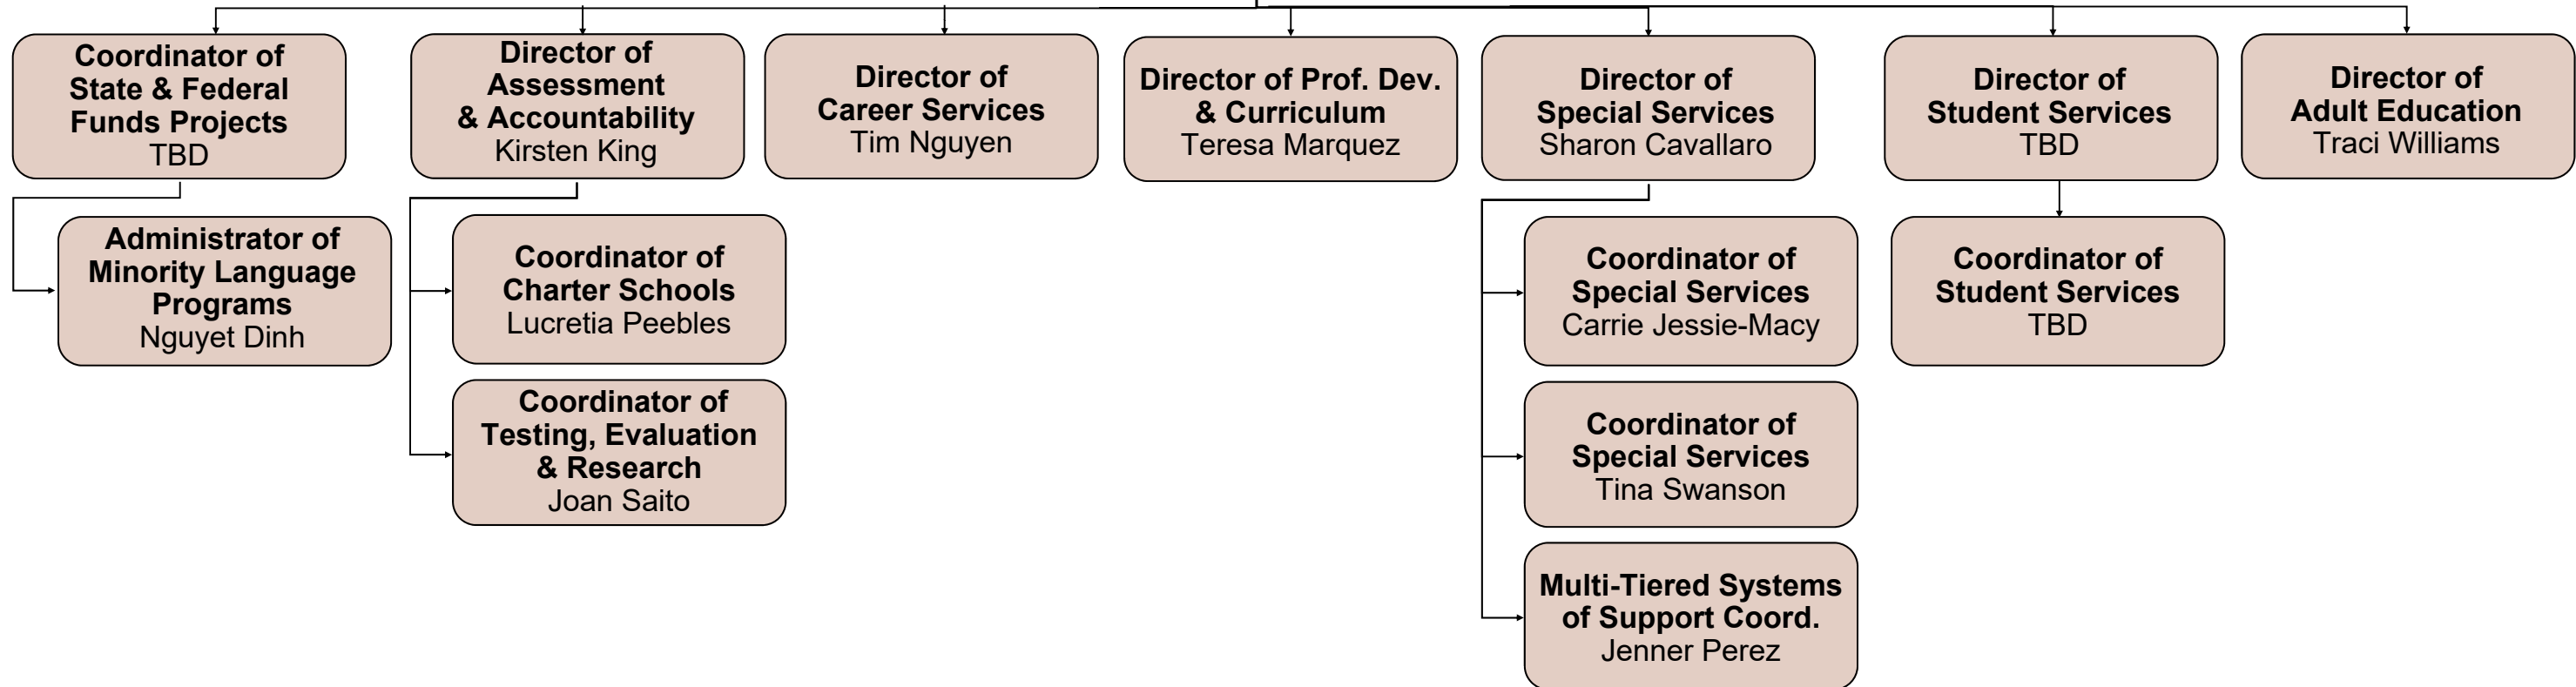 Coordinator of
State & Federal
Funds Projects
TBD
Director of
Assessment
& Accountability
Kirsten King
Director of
Career Services
Tim Nguyen
Director of Prof. Dev.
& Curriculum
Teresa Marquez
Director of
Special Services
Sharon Cavallaro
Director of
Student Services
TBD
Director of
Adult Education
Traci Williams
Administrator of
Minority Language
Programs
Nguyet Dinh
Coordinator of
Charter Schools
Lucretia Peebles
Coordinator of
Testing, Evaluation
& Research
Joan Saito
Coordinator of
Special Services
Carrie Jessie-Macy
Coordinator of
Special Services
Tina Swanson
Multi-Tiered Systems
of Support Coord.
Jenner Perez
Coordinator of
Student Services
TBD